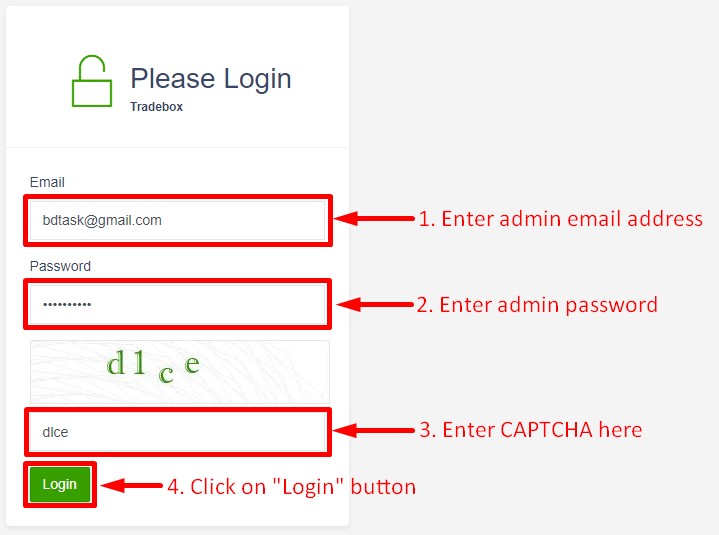 Please Login
Tradebox
Email
bdtask@gmail.com
1. Enter admin email address
Password
••••••••••
2. Enter admin password
d1ce
dlce
3. Enter CAPTCHA here
Login
4. Click on "Login" button